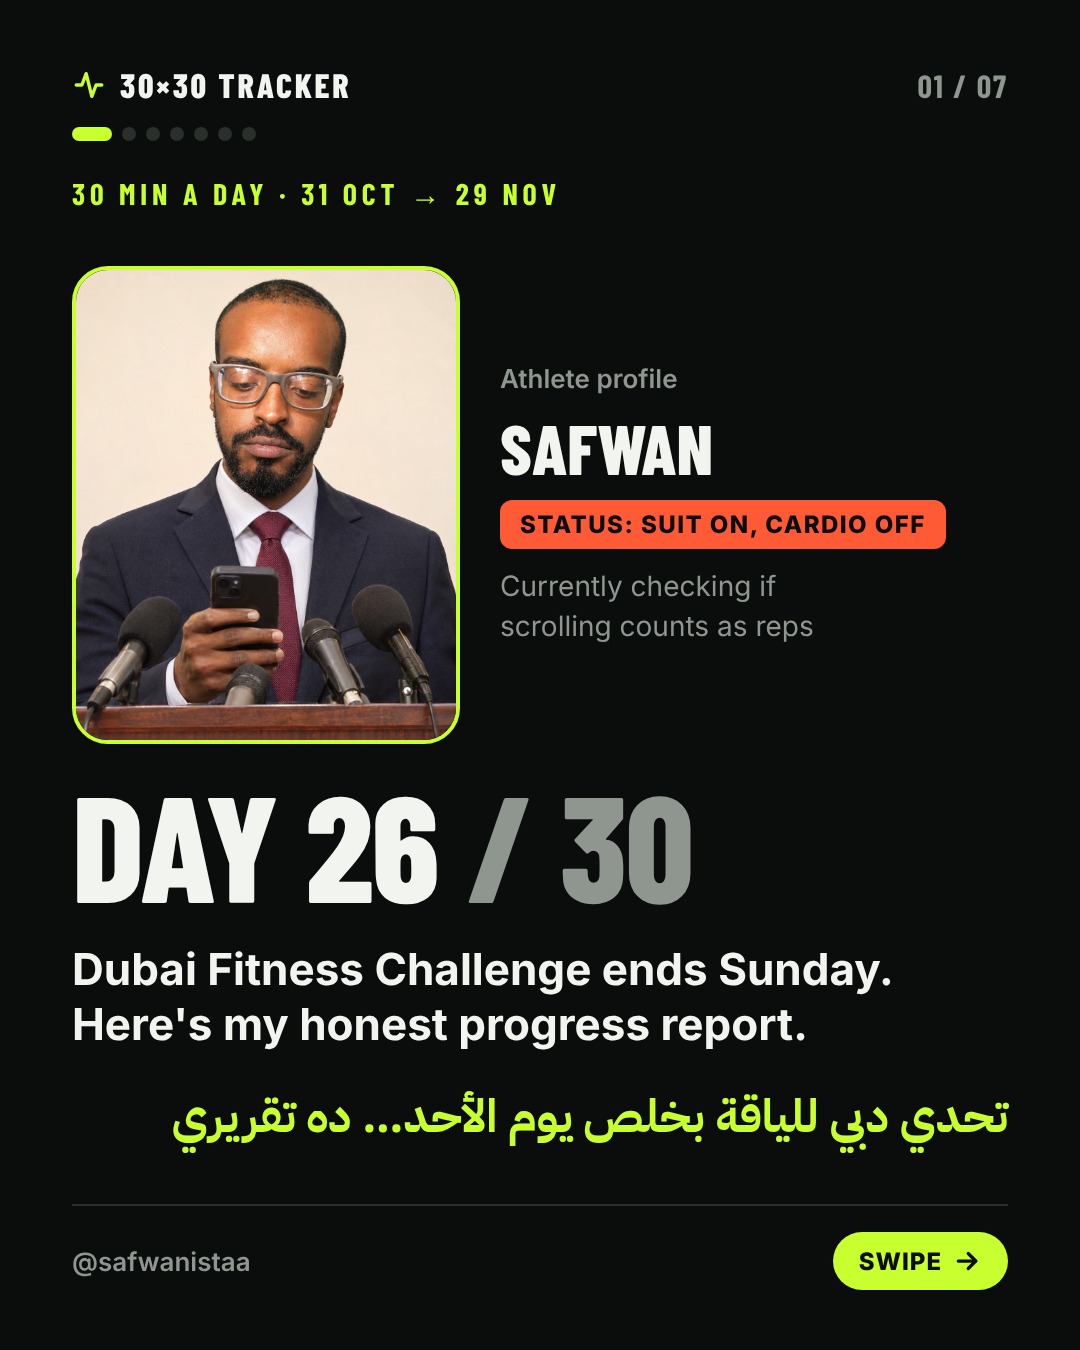 30×30 TRACKER
01 / 07
30 MIN A DAY · 31 OCT → 29 NOV
Athlete profile
SAFWAN
STATUS: SUIT ON, CARDIO OFF
Currently checking if
scrolling counts as reps
DAY 26 / 30
Dubai Fitness Challenge ends Sunday.
Here's my honest progress report.
تحدي دبي للياقة بخلص يوم الأحد... ده تقريري
@safwanistaa
SWIPE →